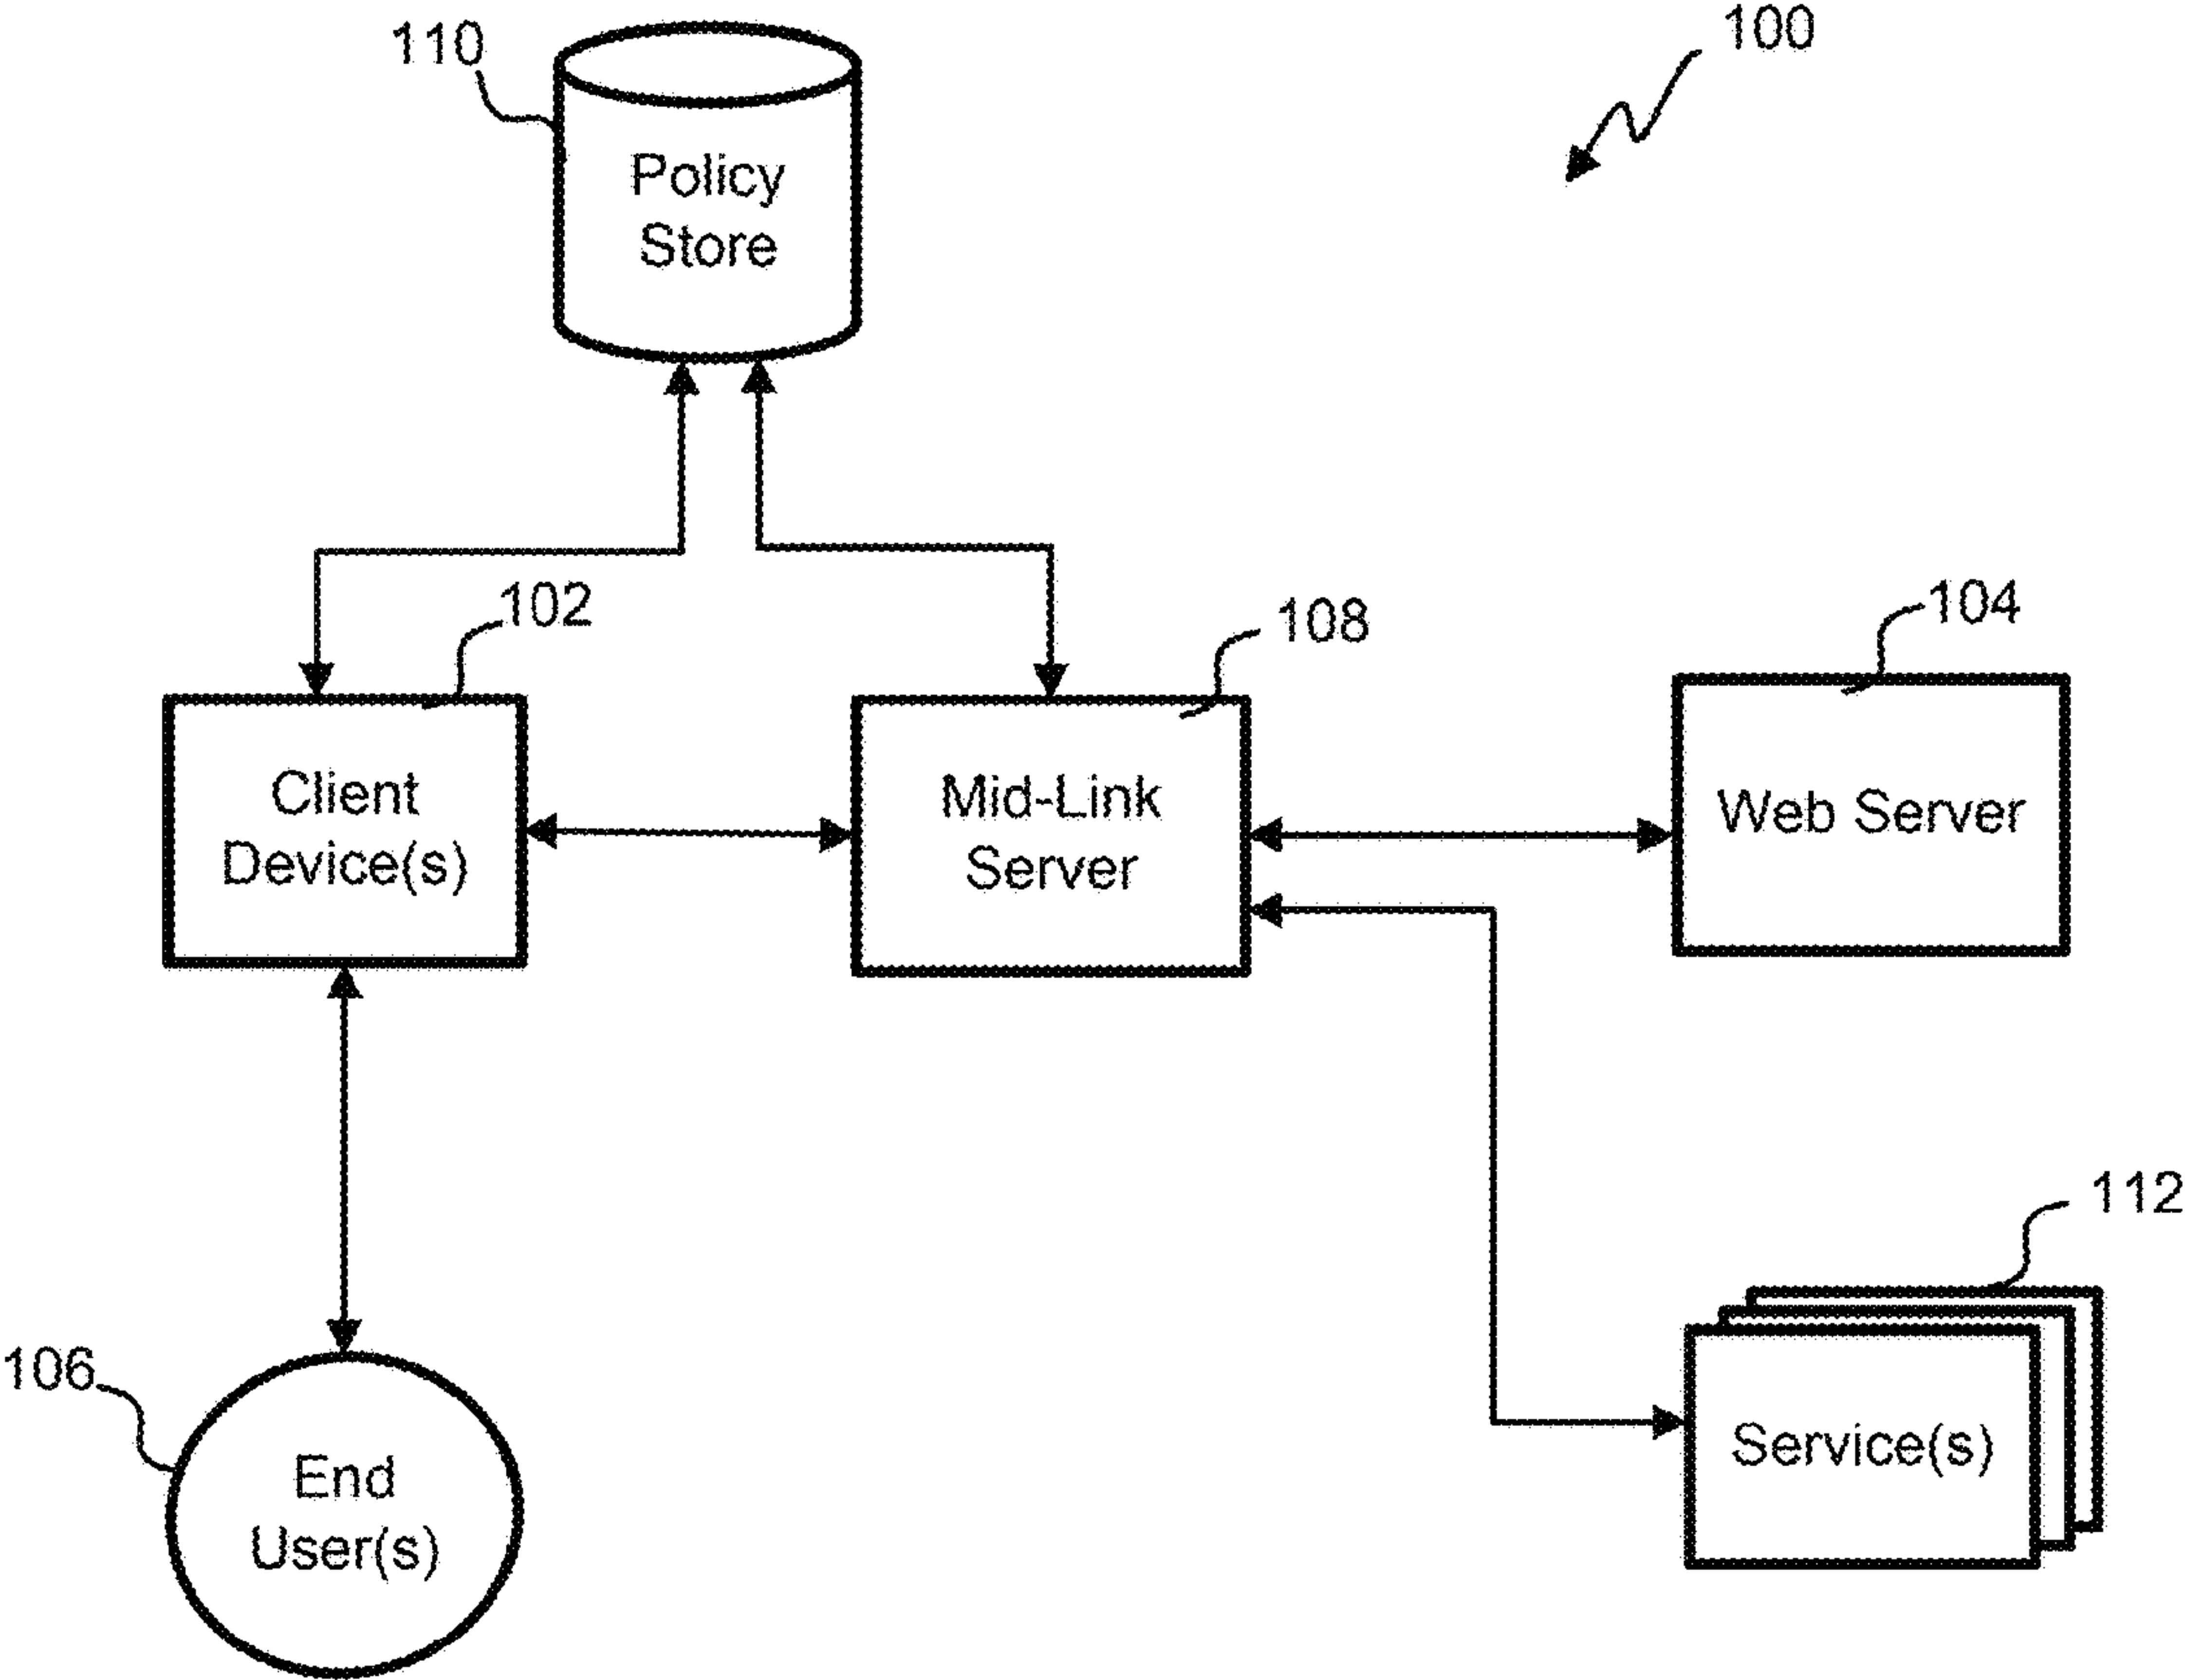 110
100
Policy
Store
102
108
104
Client
Device(s)
Mid-Link
Server
Web Server
112
106
End
User(s)
Service(s)